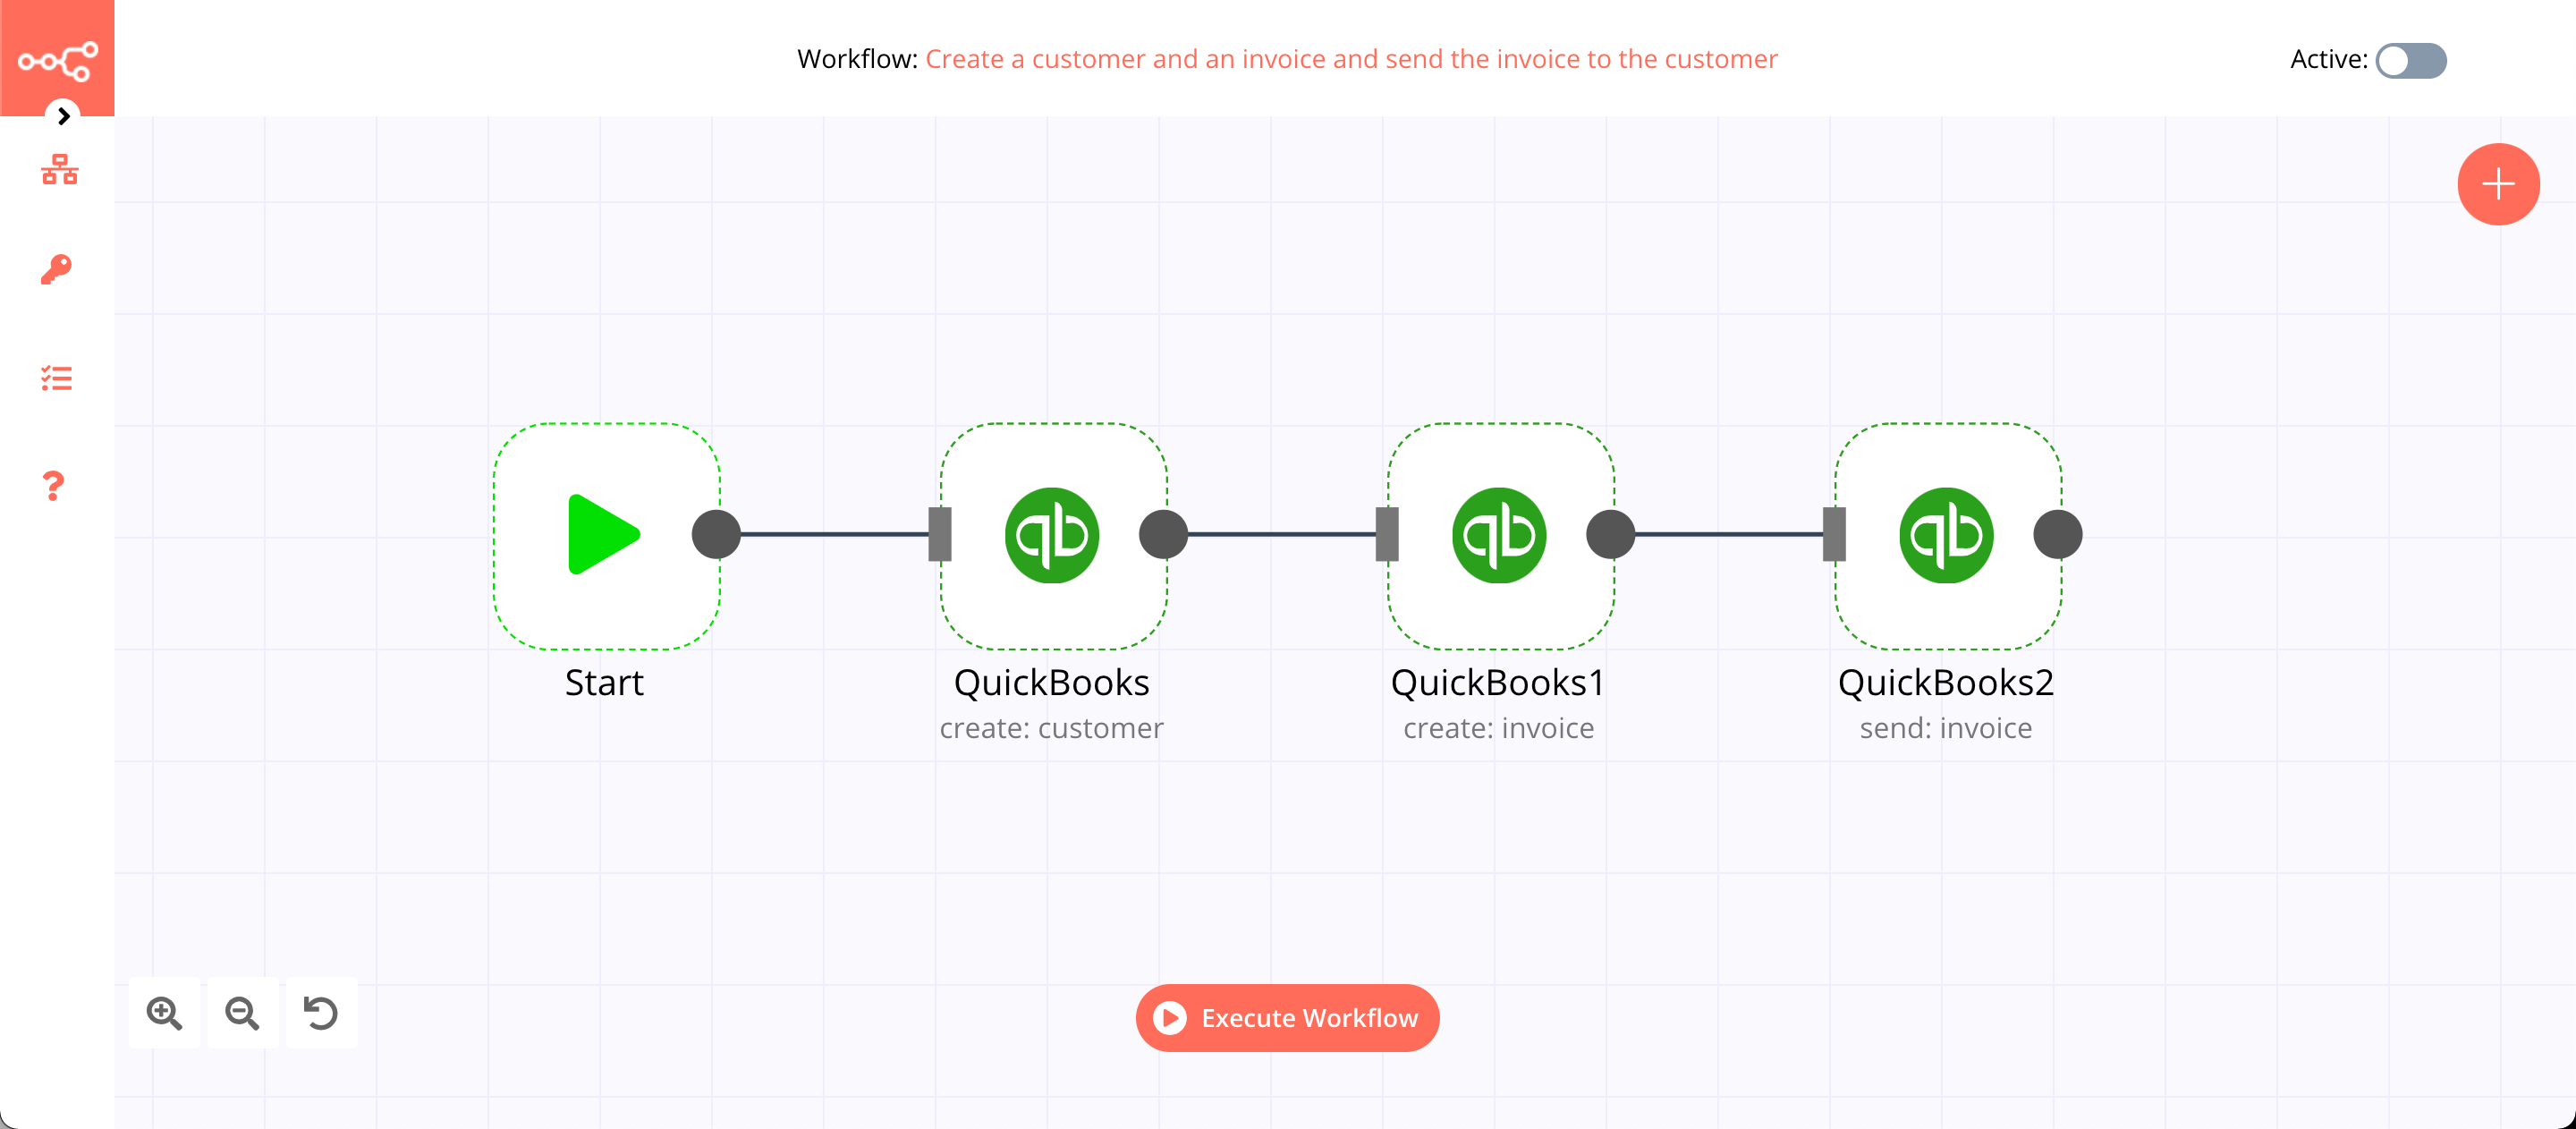 Workflow: Create a customer and an invoice and send the invoice to the customer
Active:
Start
QuickBooks
create: customer
QuickBooks1
create: invoice
QuickBooks2
send: invoice
Execute Workflow